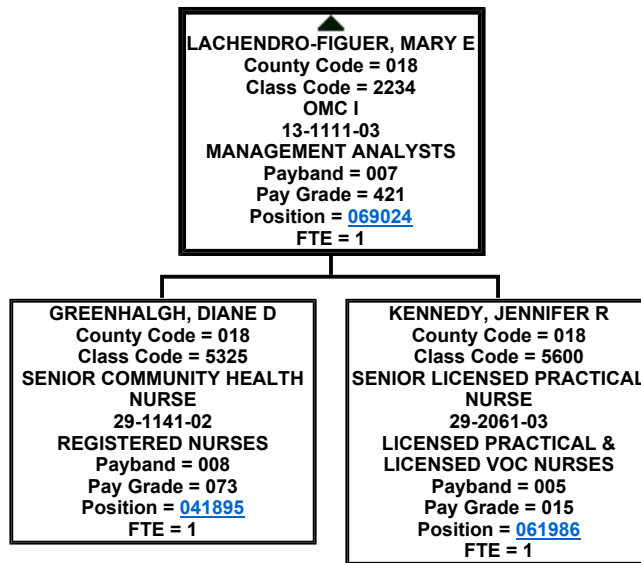 LACHENDRO-FIGUER, MARY E
County Code = 018
Class Code = 2234
OMC I
13-1111-03
MANAGEMENT ANALYSTS
Payband = 007
Pay Grade = 421
Position = 069024
FTE = 1
GREENHALGH, DIANE D
County Code = 018
Class Code = 5325
SENIOR COMMUNITY HEALTH
NURSE
29-1141-02
REGISTERED NURSES
Payband = 008
Pay Grade = 073
Position = 041895
FTE = 1
KENNEDY, JENNIFER R
County Code = 018
Class Code = 5600
SENIOR LICENSED PRACTICAL
NURSE
29-2061-03
LICENSED PRACTICAL &
LICENSED VOC NURSES
Payband = 005
Pay Grade = 015
Position = 061986
FTE = 1